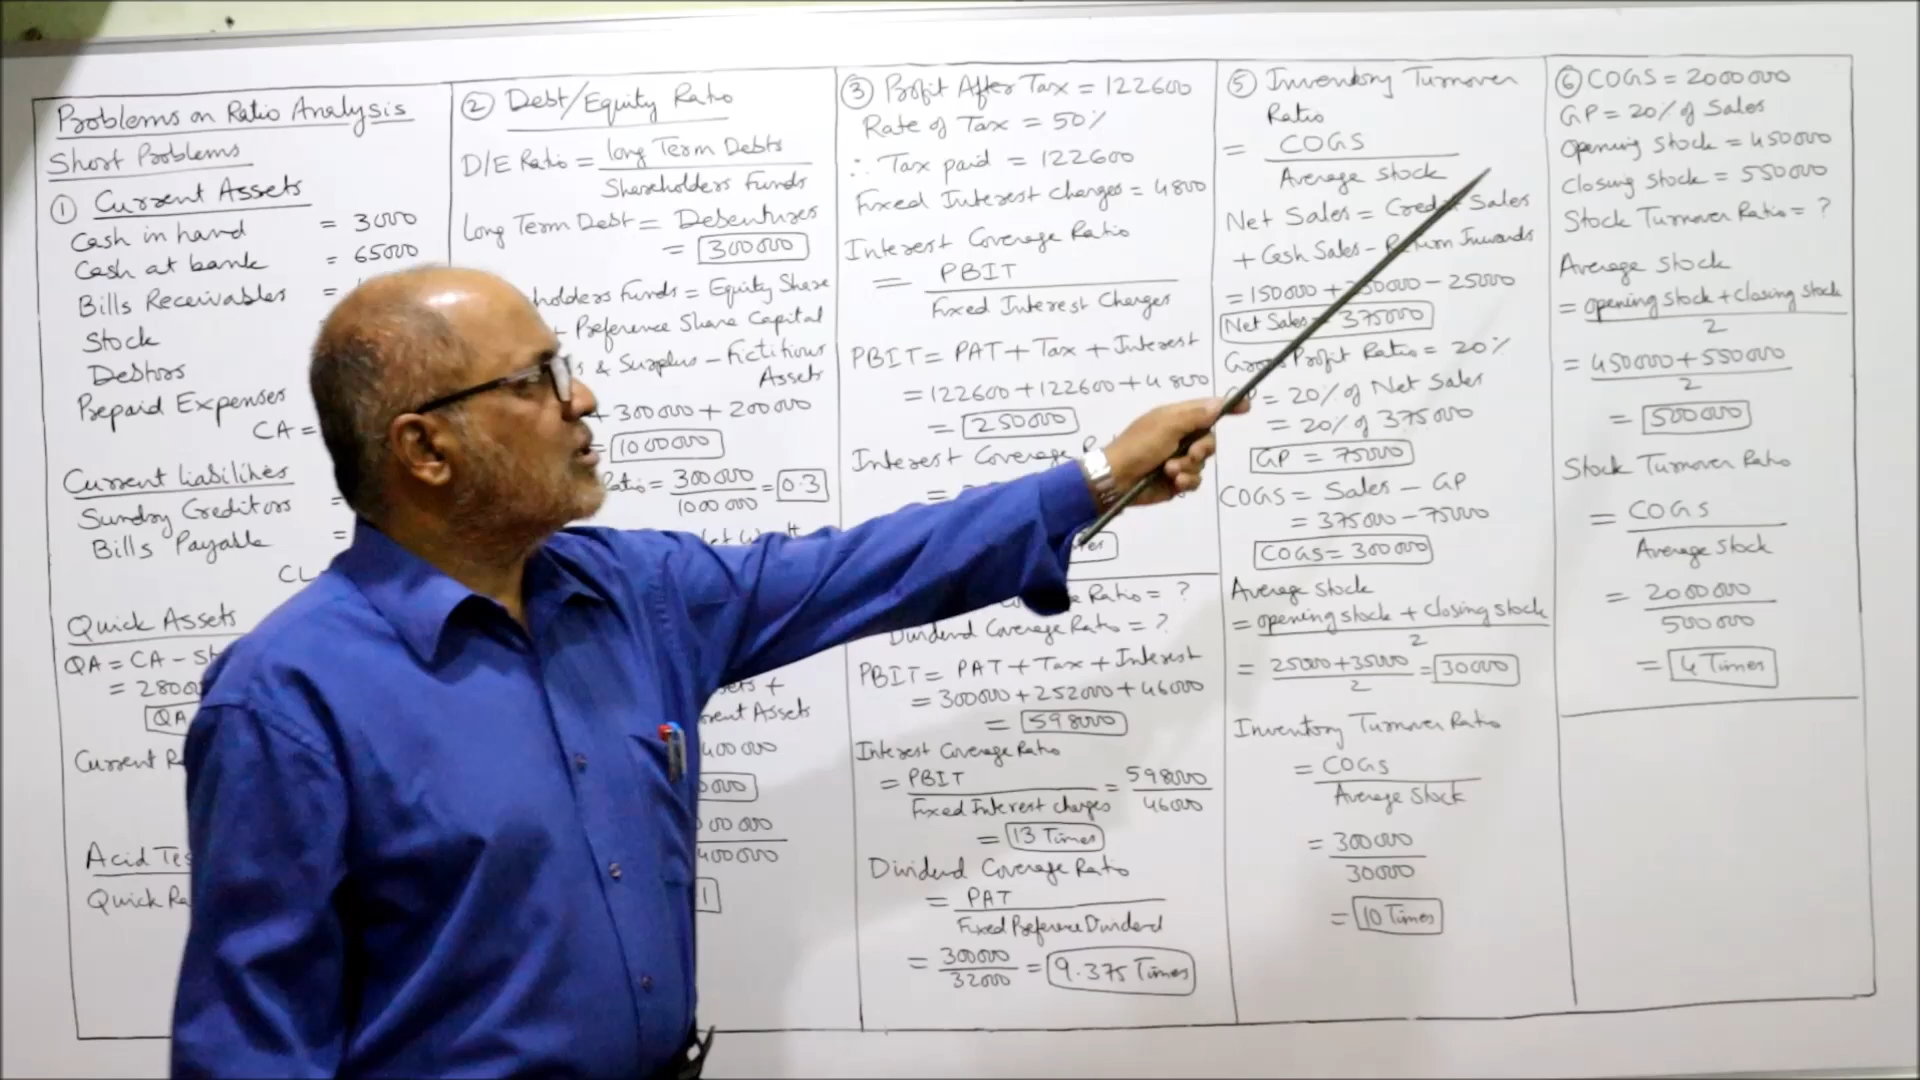 Problems on Ratio Analysis
Short Problems
① Current Assets
Cash in hand = 3000
Cash at bank = 65000
Bills Receivables =
Stock
Debtors
Prepaid Expenses
CA =
Current Liabilities
Sundry Creditors =
Bills Payable =
CL
Quick Assets
QA = CA - St
= 2800
QA
Current Ra
Acid Tes
Quick Ra
② Debt/Equity Ratio
D/E Ratio = Long Term Debts
Shareholders Funds
Long Term Debt = Debentures
= 300000
holders Funds = Equity Share
+ Preference Share Capital
s & Surplus - Fictitious
Assets
+ 300000 + 200000
= 1000000
atio = 300000 = 0.3
1000000
sets +
rent Assets
400000
0000
00000
400000
1
③ Profit After Tax = 122600
Rate of Tax = 50%
∴ Tax paid = 122600
Fixed Interest Charges = 4800
Interest Coverage Ratio
= PBIT
Fixed Interest Charges
PBIT = PAT + Tax + Interest
= 122600 + 122600 + 4800
= 250000
Interest Coverage R
=
Ratio = ?
Dividend Coverage Ratio = ?
PBIT = PAT + Tax + Interest
= 300000 + 252000 + 46000
= 598000
Interest Coverage Ratio
= PBIT = 598000
Fixed Interest Charges 46000
= 13 Times
Dividend Coverage Ratio
= PAT
Fixed Preference Dividend
= 300000 = 9.375 Times
32000
⑤ Inventory Turnover
Ratio
= COGS
Average Stock
Net Sales = Credit Sales
+ Cash Sales - Return Inwards
= 150000 + 250000 - 25000
Net Sales = 375000
Gross Profit Ratio = 20%
GP = 20% of Net Sales
= 20% of 375000
GP = 75000
COGS = Sales - GP
= 375000 - 75000
COGS = 300000
Average Stock
= opening stock + closing stock
2
= 25000 + 35000 = 30000
2
Inventory Turnover Ratio
= COGS
Average Stock
= 300000
30000
= 10 Times
⑥ COGS = 2000000
GP = 20% of Sales
Opening Stock = 450000
Closing Stock = 550000
Stock Turnover Ratio = ?
Average Stock
= opening stock + closing stock
2
= 450000 + 550000
2
= 500000
Stock Turnover Ratio
= COGS
Average Stock
= 2000000
500000
= 4 Times